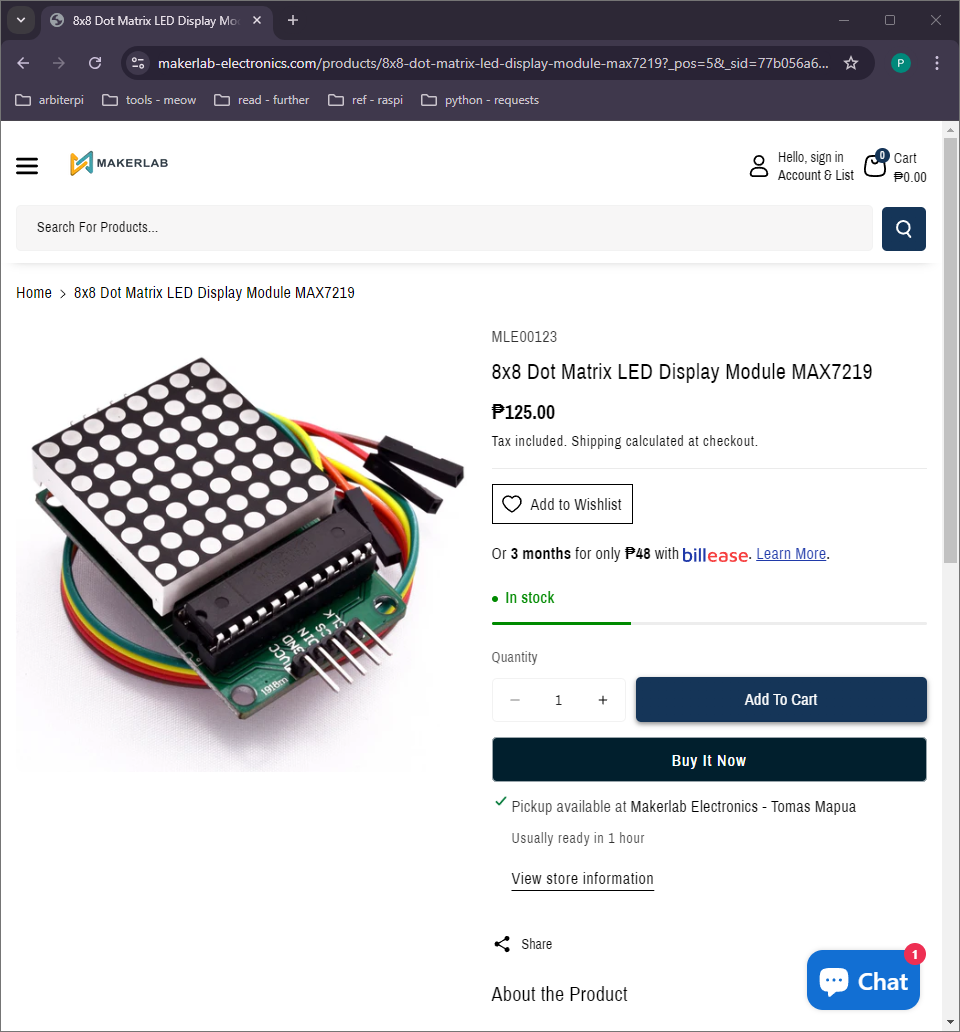 8x8 Dot Matrix LED Display Mo
makerlab-electronics.com/products/8x8-dot-matrix-led-display-module-max7219?_pos=5&_sid=77b056a6...
P
arbiterpi
tools - meow
read - further
ref - raspi
python - requests
MAKERLAB
Hello, sign in
Account & List
0
Cart
₱0.00
Search For Products...
Home > 8x8 Dot Matrix LED Display Module MAX7219
MLE00123
8x8 Dot Matrix LED Display Module MAX7219
₱125.00
Tax included. Shipping calculated at checkout.
Add to Wishlist
Or 3 months for only ₱48 with billease. Learn More.
In stock
Quantity
− 1 +
Add To Cart
Buy It Now
Pickup available at Makerlab Electronics - Tomas Mapua
Usually ready in 1 hour
View store information
Share
About the Product
Chat
1
CLK
CS
DIN
GND
VCC
1918m